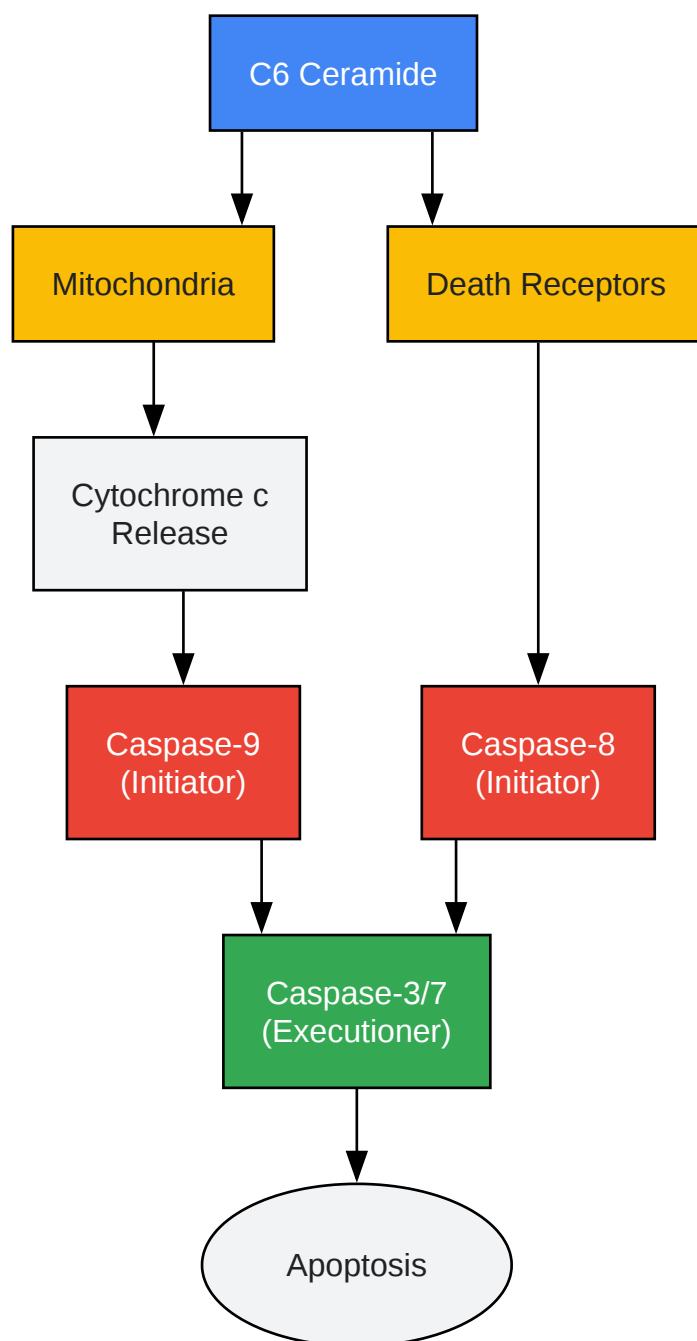 C6 Ceramide
Mitochondria
Death Receptors
Cytochrome c
Release
Caspase-9
(Initiator)
Caspase-8
(Initiator)
Caspase-3/7
(Executioner)
Apoptosis